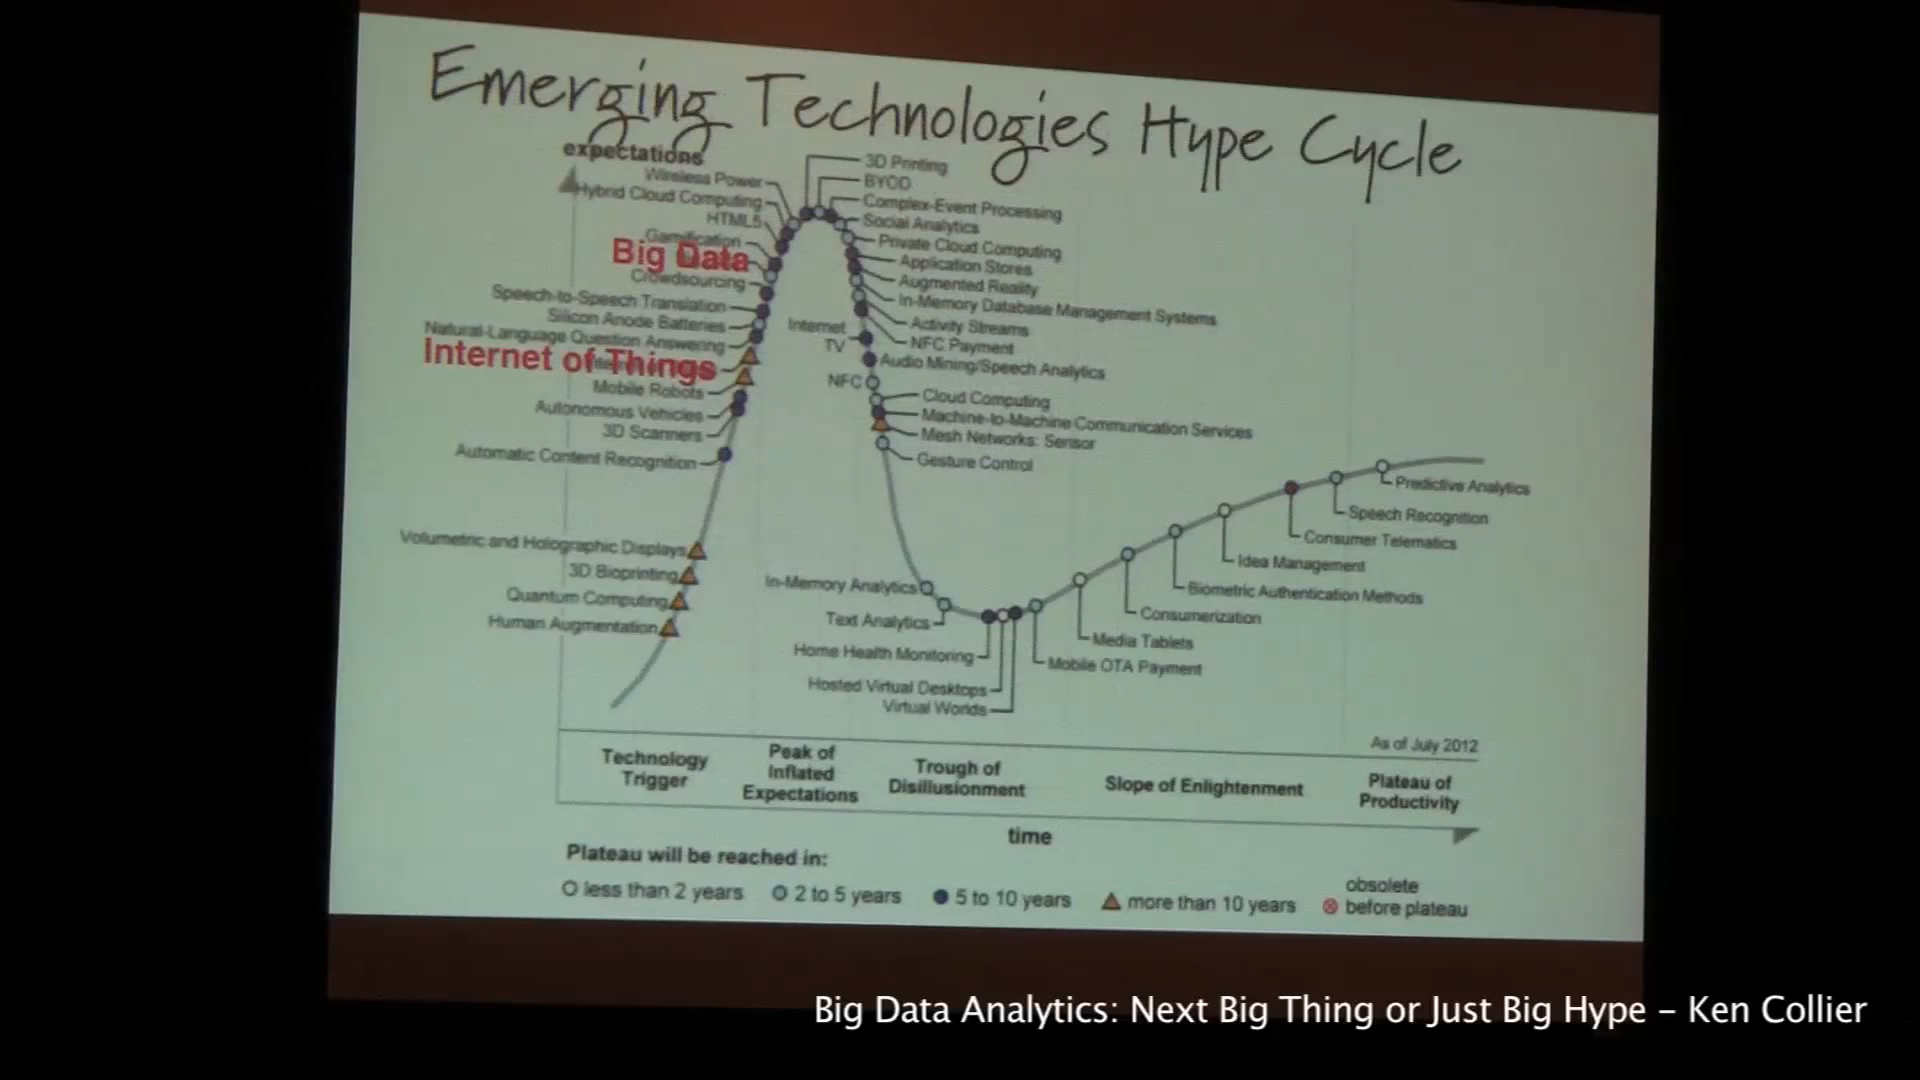 Emerging Technologies Hype Cycle
expectations
Wireless Power
Hybrid Cloud Computing
HTML5
Gamification
Big Data
Crowdsourcing
Speech-to-Speech Translation
Silicon Anode Batteries
Natural-Language Question Answering
Internet of Things
Mobile Robots
Autonomous Vehicles
3D Scanners
Automatic Content Recognition
Volumetric and Holographic Displays
3D Bioprinting
Quantum Computing
Human Augmentation
3D Printing
BYOD
Complex-Event Processing
Social Analytics
Private Cloud Computing
Application Stores
Augmented Reality
In-Memory Database Management Systems
Activity Streams
NFC Payment
Internet
TV
Audio Mining/Speech Analytics
NFC
Cloud Computing
Machine-to-Machine Communication Services
Mesh Networks: Sensor
Gesture Control
In-Memory Analytics
Text Analytics
Home Health Monitoring
Hosted Virtual Desktops
Virtual Worlds
Predictive Analytics
Speech Recognition
Consumer Telematics
Idea Management
Biometric Authentication Methods
Consumerization
Media Tablets
Mobile OTA Payment
As of July 2012
Technology
Trigger
Peak of
Inflated
Expectations
Trough of
Disillusionment
Slope of Enlightenment
Plateau of
Productivity
time
Plateau will be reached in:
less than 2 years
2 to 5 years
5 to 10 years
more than 10 years
obsolete
before plateau
Big Data Analytics: Next Big Thing or Just Big Hype – Ken Collier